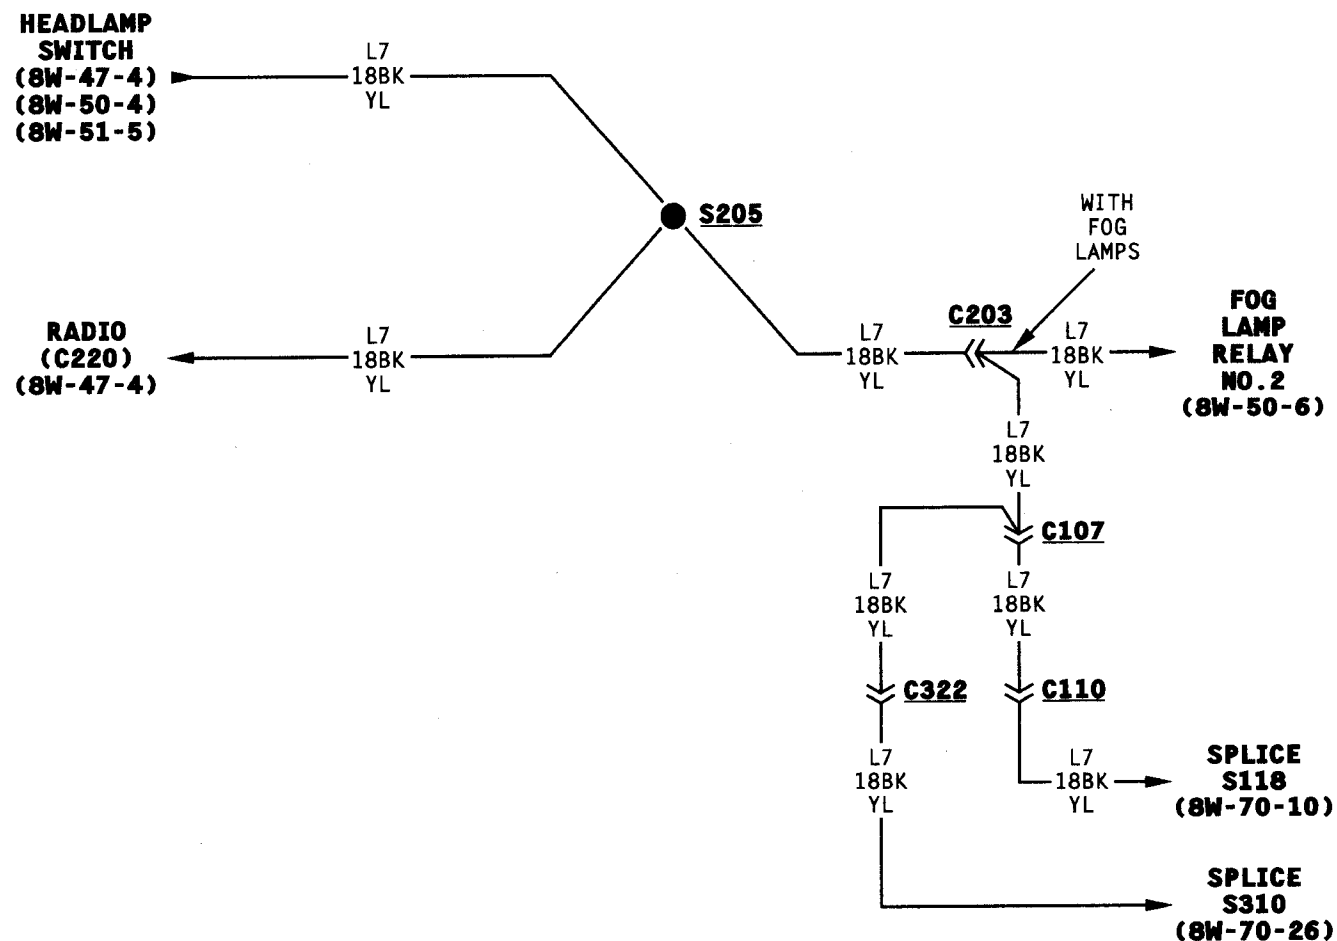 HEADLAMP
SWITCH
(8W-47-4)
(8W-50-4)
(8W-51-5)
L7
18BK
YL
S205
WITH
FOG
LAMPS
RADIO
(C220)
(8W-47-4)
L7
18BK
YL
L7
18BK
YL
C203
L7
18BK
YL
FOG
LAMP
RELAY
NO.2
(8W-50-6)
L7
18BK
YL
C107
L7
18BK
YL
L7
18BK
YL
C322
C110
L7
18BK
YL
L7
18BK
YL
SPLICE
S118
(8W-70-10)
SPLICE
S310
(8W-70-26)